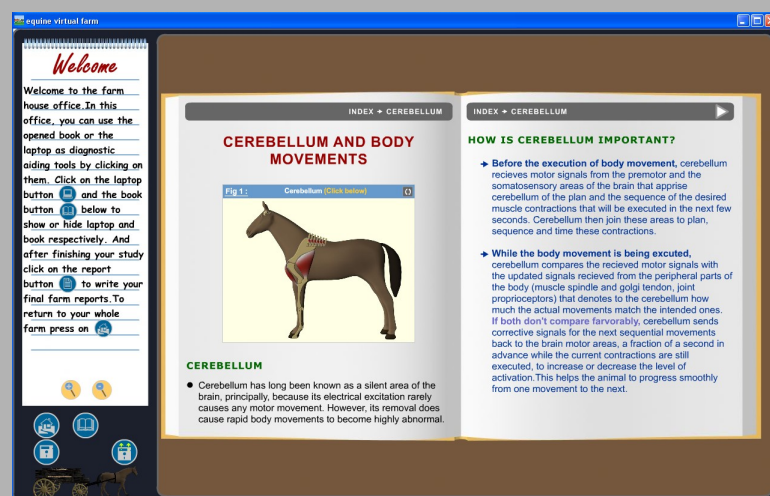 equine virtual farm
Welcome
Welcome to the farm
house office.In this
office, you can use the
opened book or the
laptop as diagnostic
aiding tools by clicking on
them. Click on the laptop
button and the book
button below to
show or hide laptop and
book respectively. And
after finishing your study
click on the report
button to write your
final farm reports.To
return to your whole
farm press on
INDEX → CEREBELLUM
CEREBELLUM AND BODY
MOVEMENTS
Fig 1 : Cerebellum (Click below)
CEREBELLUM
● Cerebellum has long been known as a silent area of the
brain, principally, because its electrical excitation rarely
causes any motor movement. However, its removal does
cause rapid body movements to become highly abnormal.
INDEX → CEREBELLUM
HOW IS CEREBELLUM IMPORTANT?
→ Before the execution of body movement, cerebellum
recieves motor signals from the premotor and the
somatosensory areas of the brain that apprise
cerebellum of the plan and the sequence of the desired
muscle contractions that will be executed in the next few
seconds. Cerebellum then join these areas to plan,
sequence and time these contractions.
→ While the body movement is being excuted,
cerebellum compares the recieved motor signals with
the updated signals recieved from the peripheral parts of
the body (muscle spindle and golgi tendon, joint
proprioceptors) that denotes to the cerebellum how
much the actual movements match the intended ones.
If both don't compare farvorably, cerebellum sends
corrective signals for the next sequential movements
back to the brain motor areas, a fraction of a second in
advance while the current contractions are still
executed, to increase or decrease the level of
activation.This helps the animal to progress smoothly
from one movement to the next.